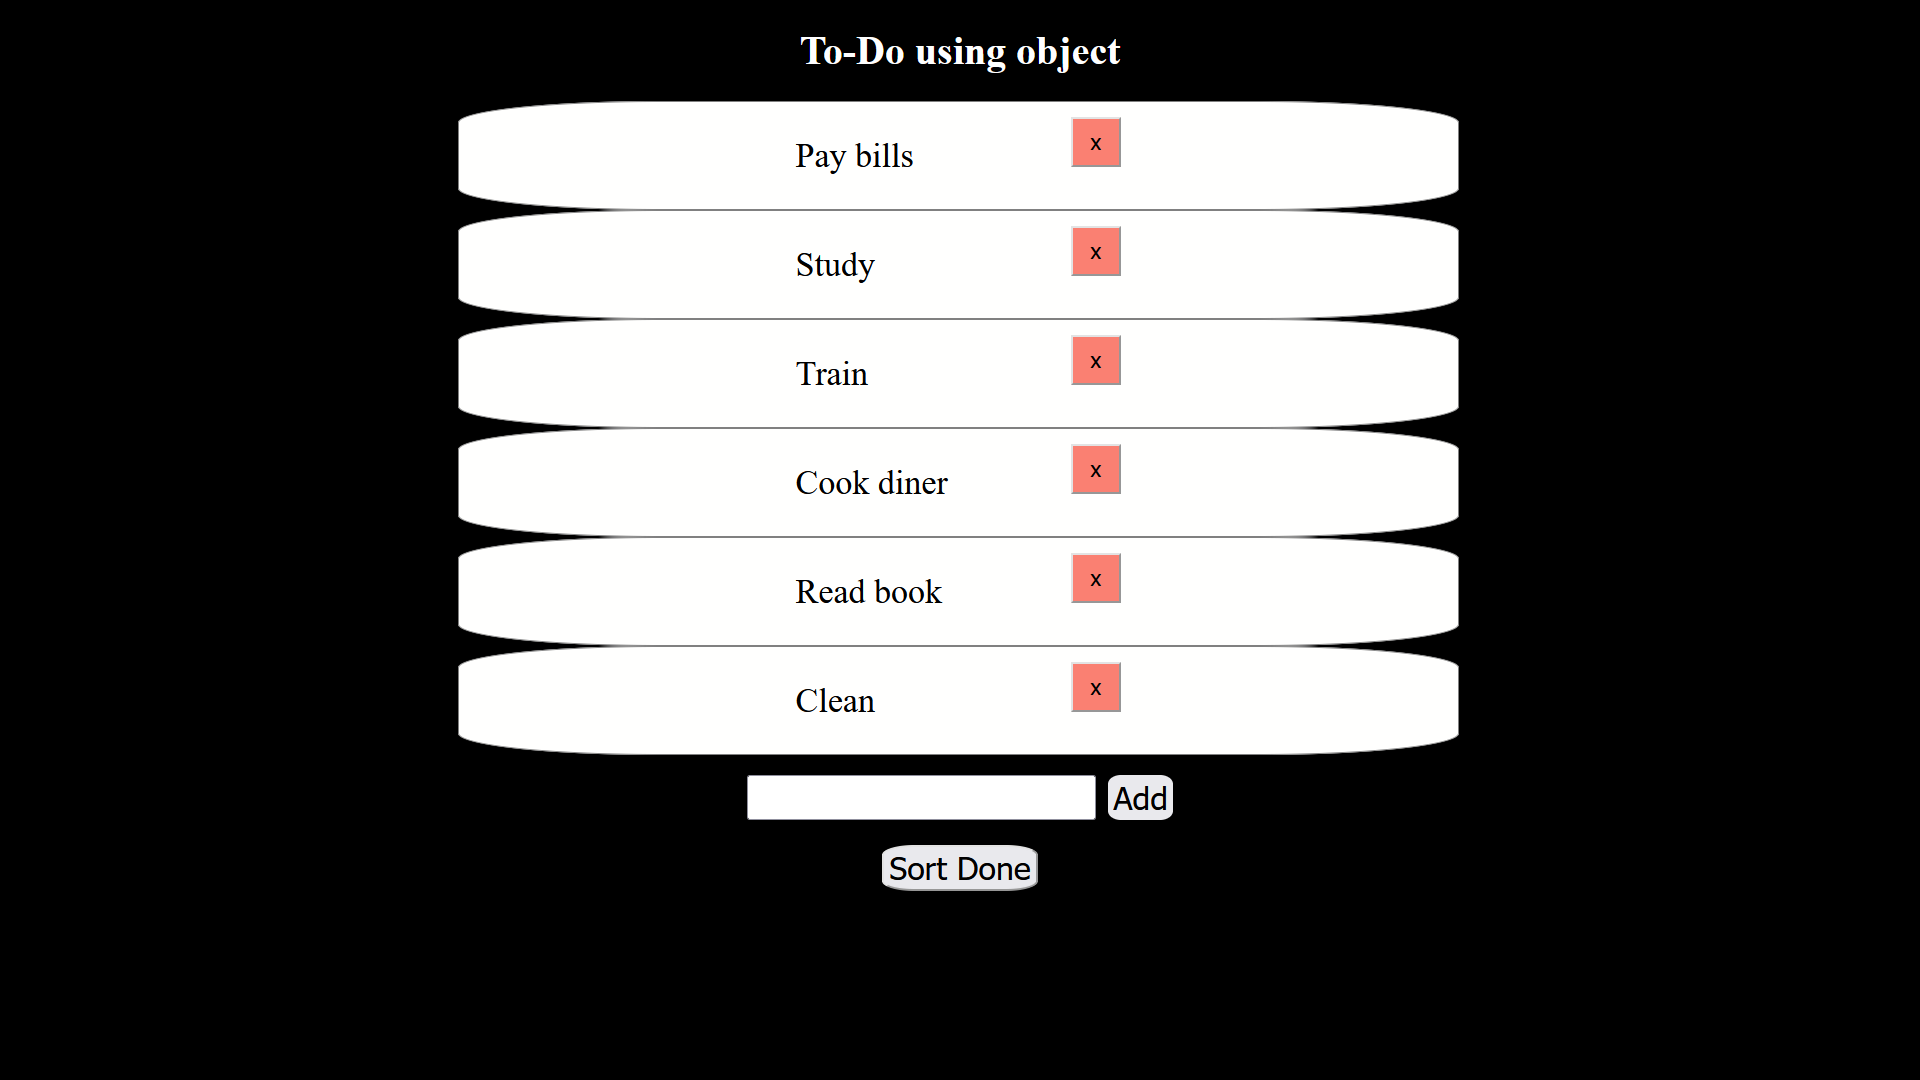 To-Do using object
Pay bills x
Study x
Train x
Cook diner x
Read book x
Clean x
Add
Sort Done